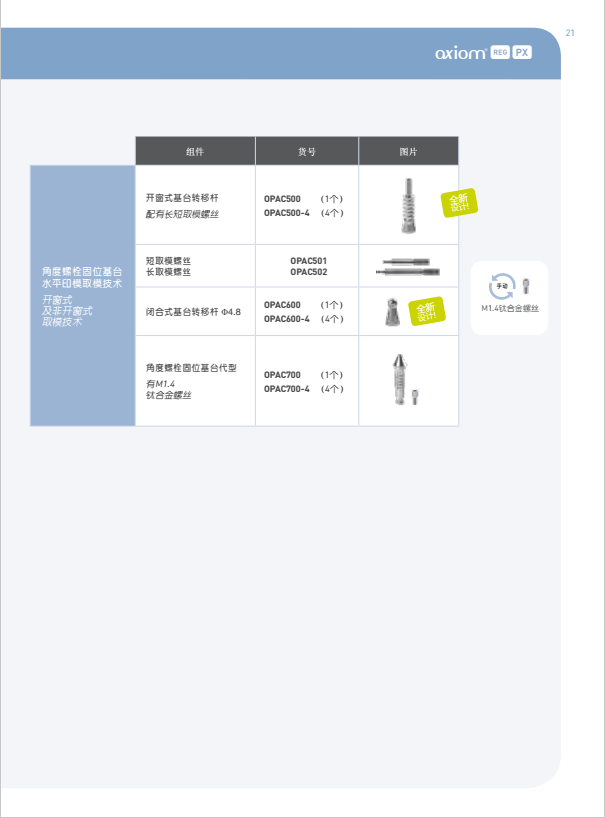 21
axiom REG PX
组件 货号 图片
角度螺栓固位基台
水平印模取模技术
开窗式
及非开窗式
取模技术
开窗式基台转移杆
配有长短取模螺丝
OPAC500 （1个）
OPAC500-4 （4个）
全新
设计!
短取模螺丝
长取模螺丝
OPAC501
OPAC502
闭合式基台转移杆 Φ4.8
OPAC600 （1个）
OPAC600-4 （4个）
全新
设计!
角度螺栓固位基台代型
有M1.4
钛合金螺丝
OPAC700 （1个）
OPAC700-4 （4个）
手动
M1.4钛合金螺丝